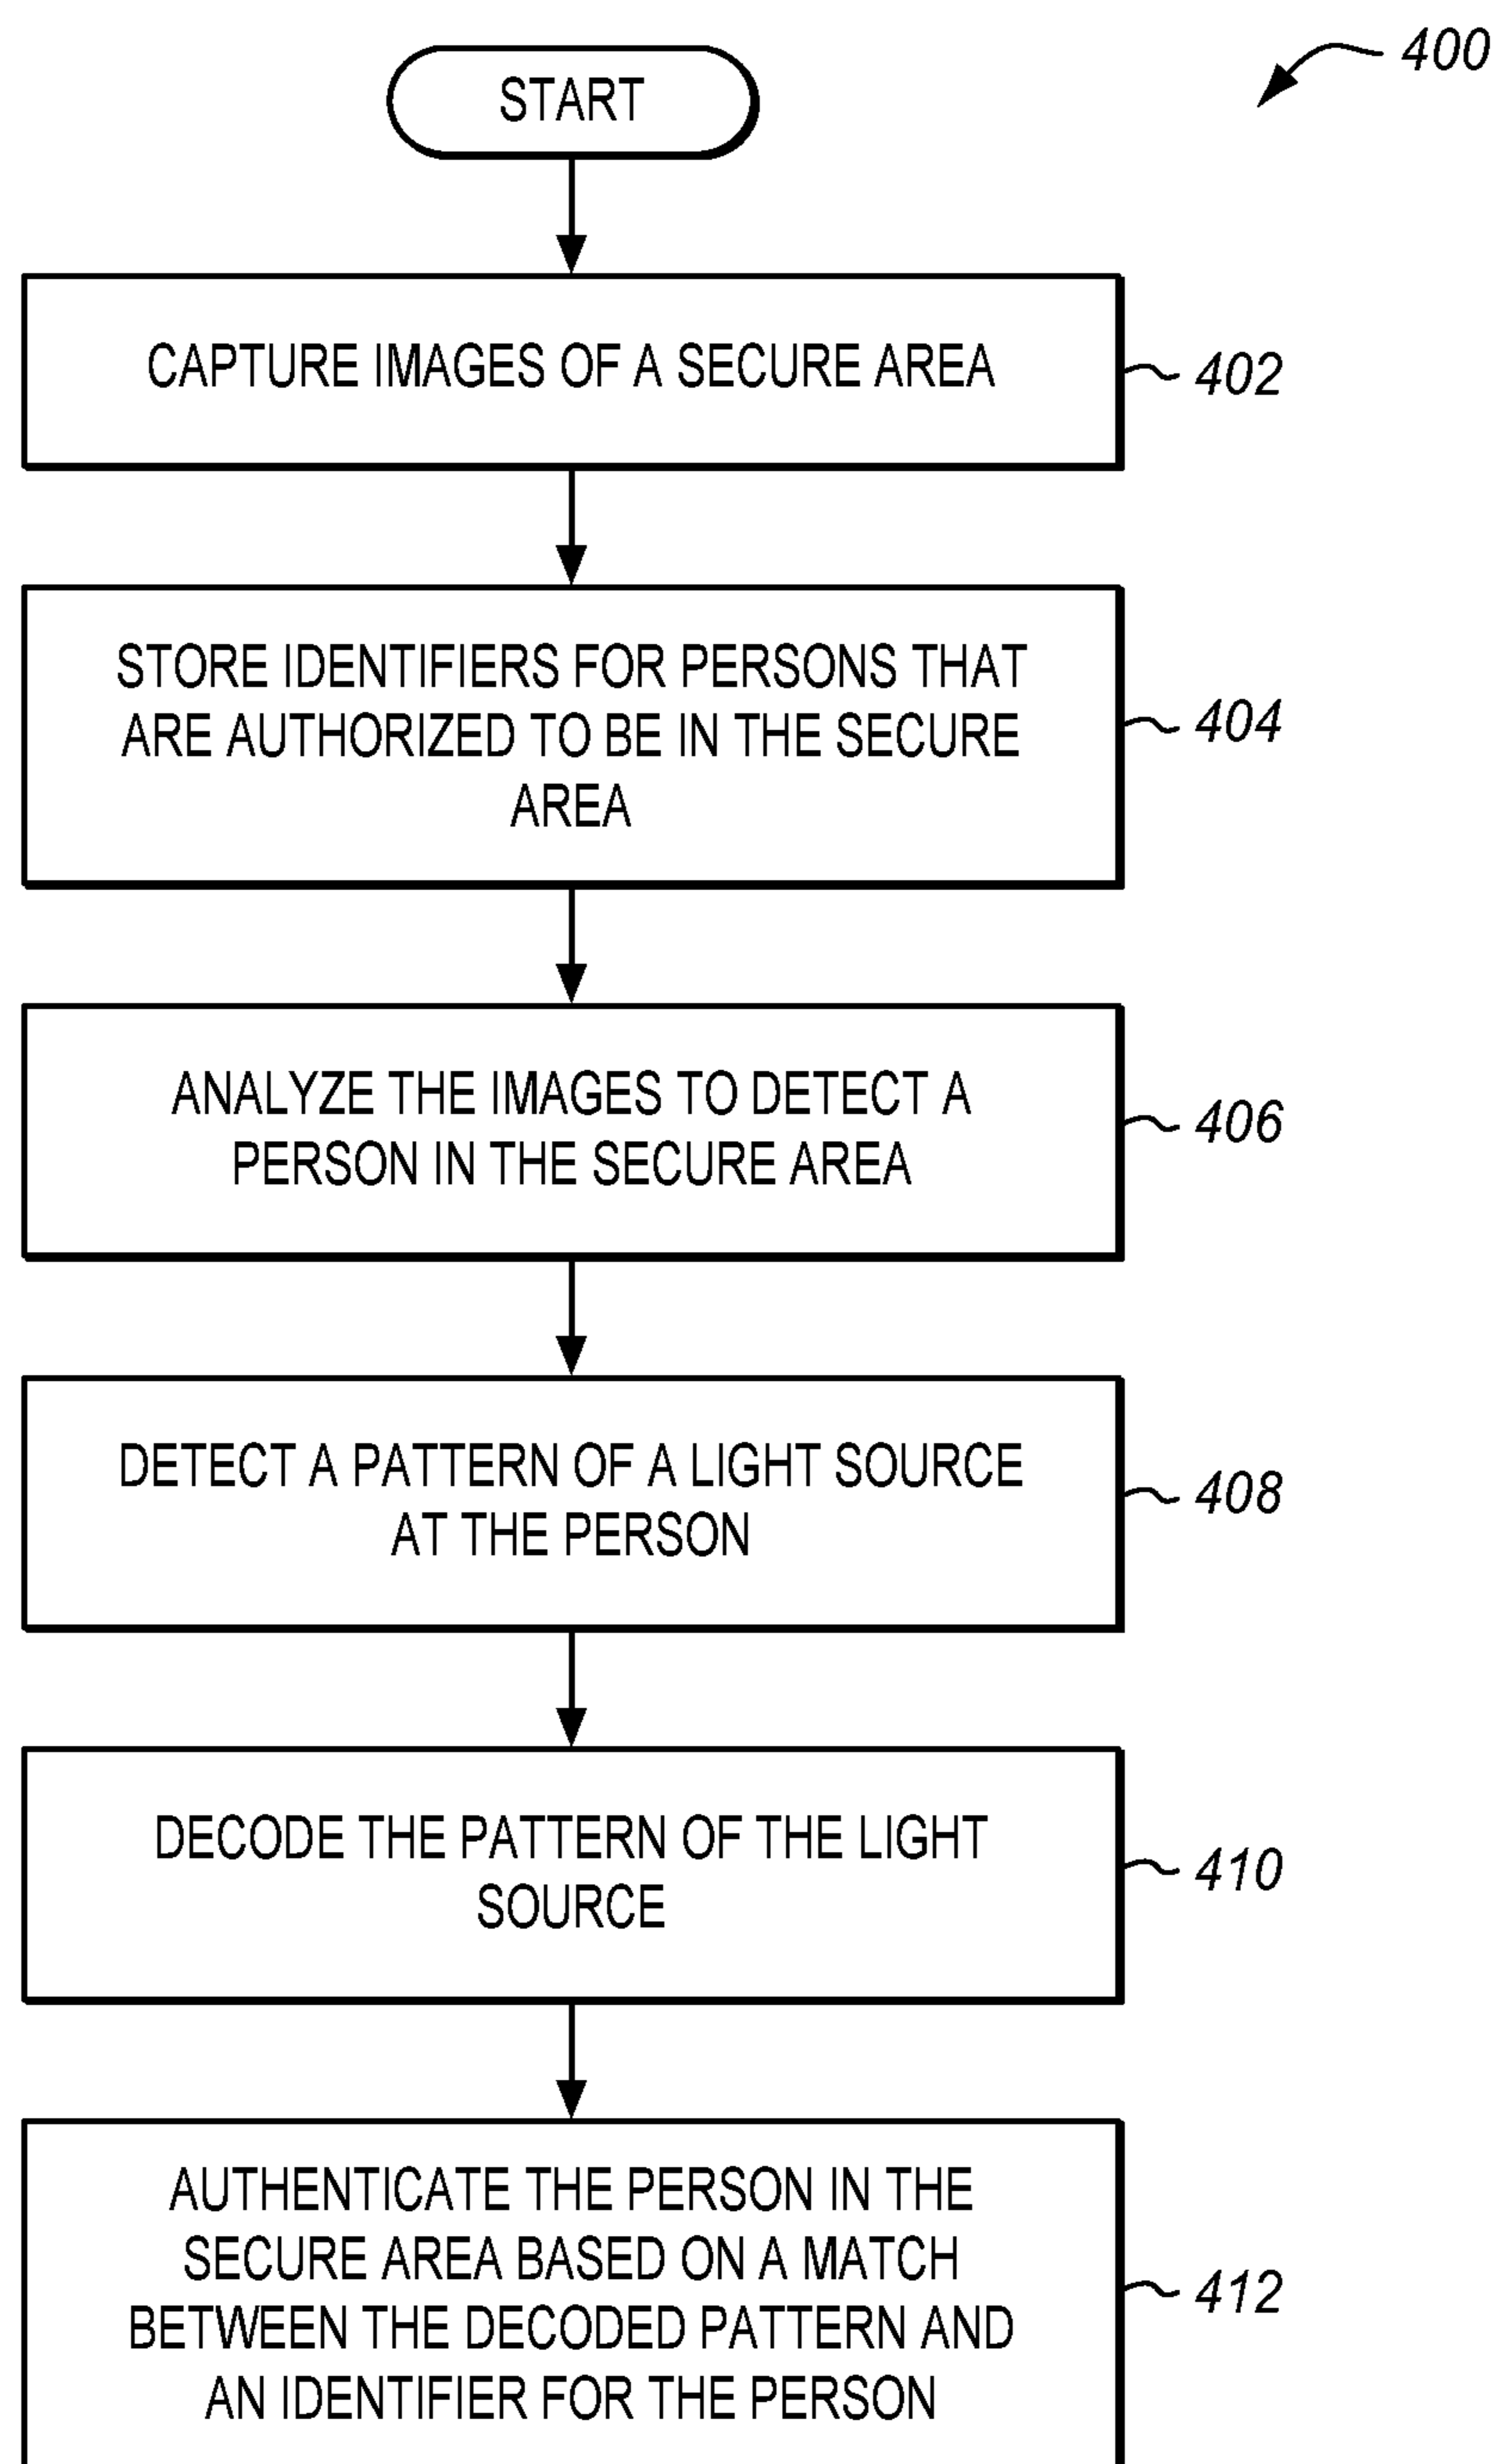 400
START
CAPTURE IMAGES OF A SECURE AREA
402
STORE IDENTIFIERS FOR PERSONS THAT
ARE AUTHORIZED TO BE IN THE SECURE
AREA
404
ANALYZE THE IMAGES TO DETECT A
PERSON IN THE SECURE AREA
406
DETECT A PATTERN OF A LIGHT SOURCE
AT THE PERSON
408
DECODE THE PATTERN OF THE LIGHT
SOURCE
410
AUTHENTICATE THE PERSON IN THE
SECURE AREA BASED ON A MATCH
BETWEEN THE DECODED PATTERN AND
AN IDENTIFIER FOR THE PERSON
412